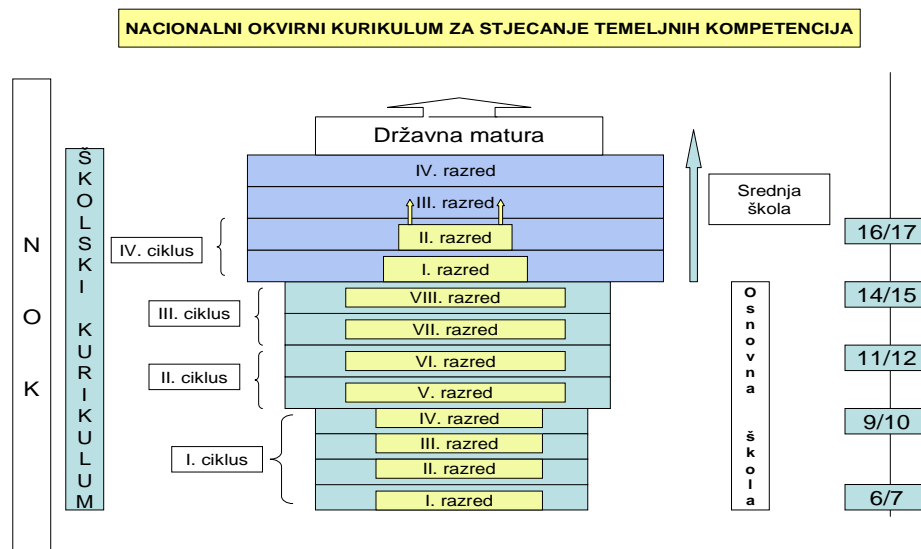 NACIONALNI OKVIRNI KURIKULUM ZA STJECANJE TEMELJNIH KOMPETENCIJA
N O K
ŠKOLSKI KURIKULUM
Državna matura
IV. razred
III. razred
II. razred
I. razred
IV. ciklus
VIII. razred
VII. razred
III. ciklus
VI. razred
V. razred
II. ciklus
IV. razred
III. razred
II. razred
I. razred
I. ciklus
Srednja
škola
Osnovna škola
16/17
14/15
11/12
9/10
6/7